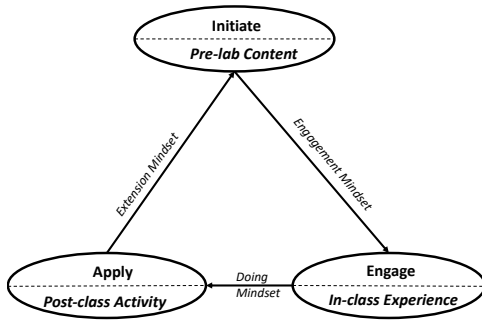 Initiate
Pre-lab Content
Extension Mindset
Engagement Mindset
Apply
Post-class Activity
Doing
Mindset
Engage
In-class Experience